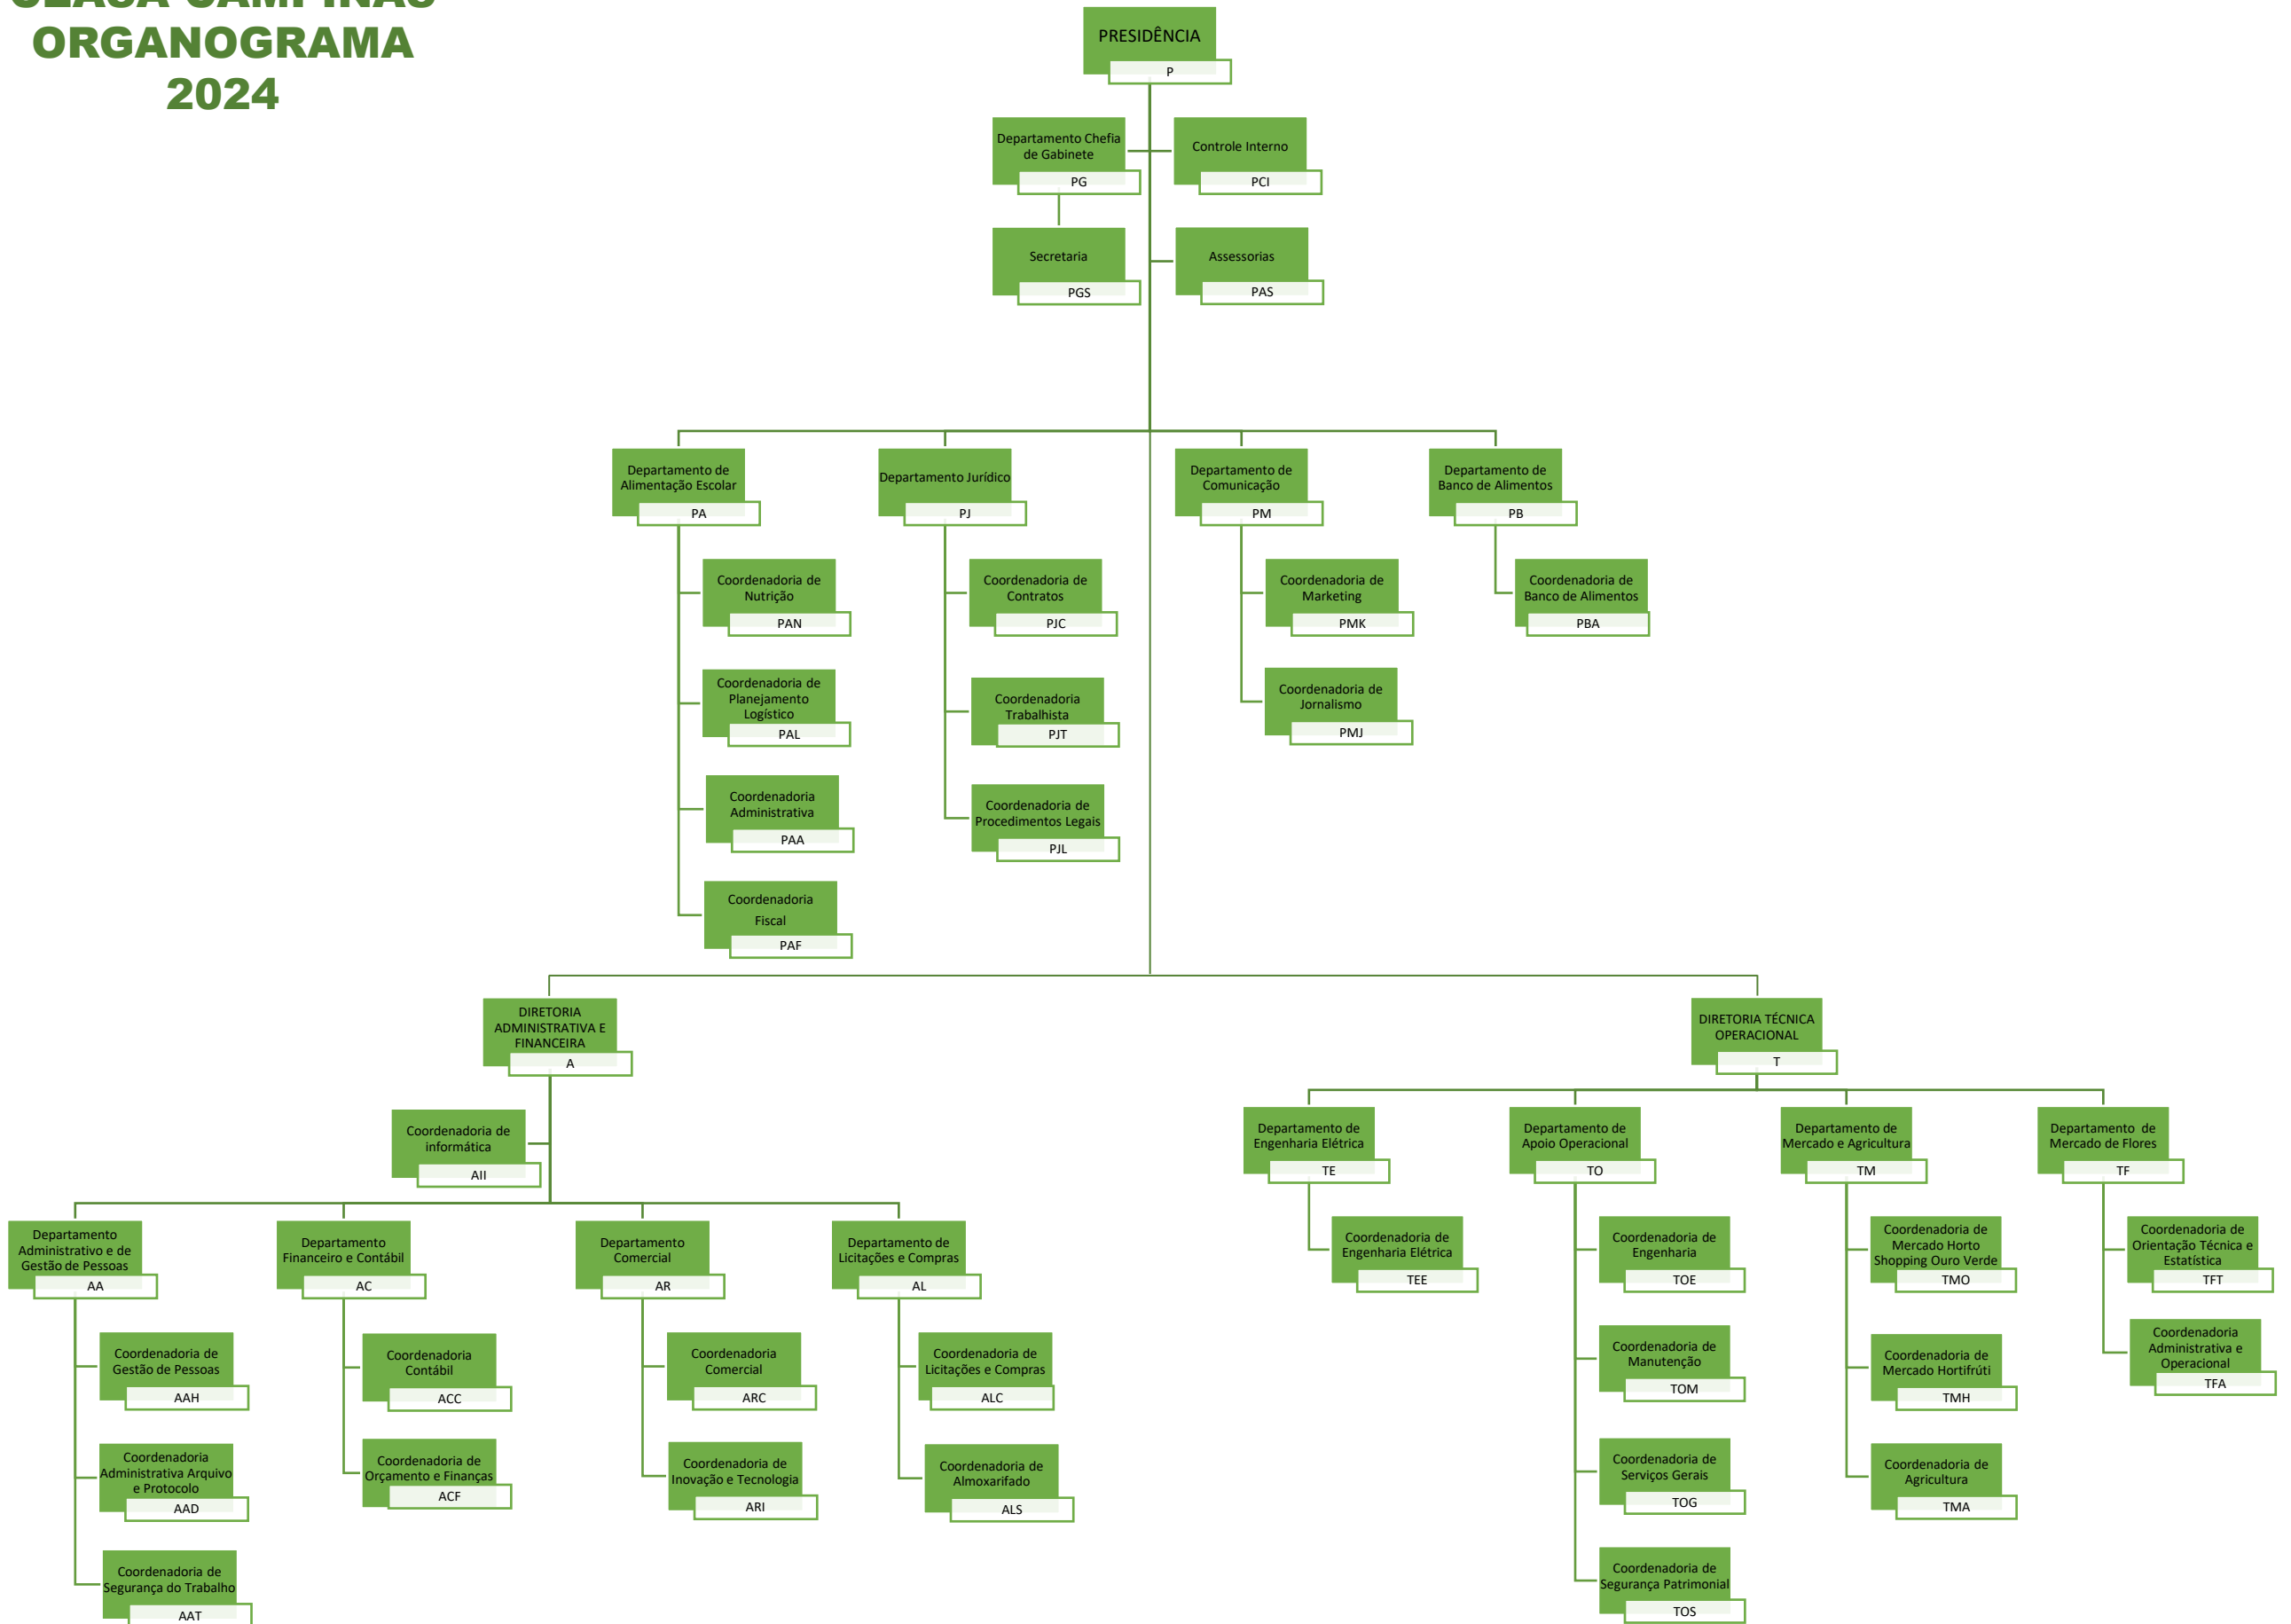 CEASA CAMPINAS
ORGANOGRAMA
2024
PRESIDÊNCIA
P
Departamento Chefia
de Gabinete
PG
Controle Interno
PCI
Secretaria
PGS
Assessorias
PAS
Departamento de
Alimentação Escolar
PA
Departamento Jurídico
PJ
Departamento de
Comunicação
PM
Departamento de
Banco de Alimentos
PB
Coordenadoria de
Nutrição
PAN
Coordenadoria de
Contratos
PJC
Coordenadoria de
Marketing
PMK
Coordenadoria de
Banco de Alimentos
PBA
Coordenadoria de
Planejamento
Logístico
PAL
Coordenadoria
Trabalhista
PJT
Coordenadoria de
Jornalismo
PMJ
Coordenadoria
Administrativa
PAA
Coordenadoria de
Procedimentos Legais
PJL
Coordenadoria
Fiscal
PAF
DIRETORIA
ADMINISTRATIVA E
FINANCEIRA
A
DIRETORIA TÉCNICA
OPERACIONAL
T
Coordenadoria de
informática
AII
Departamento de
Engenharia Elétrica
TE
Departamento de
Apoio Operacional
TO
Departamento de
Mercado e Agricultura
TM
Departamento de
Mercado de Flores
TF
Departamento
Administrativo e de
Gestão de Pessoas
AA
Departamento
Financeiro e Contábil
AC
Departamento
Comercial
AR
Departamento de
Licitações e Compras
AL
Coordenadoria de
Engenharia Elétrica
TEE
Coordenadoria de
Engenharia
TOE
Coordenadoria de
Mercado Horto
Shopping Ouro Verde
TMO
Coordenadoria de
Orientação Técnica e
Estatística
TFT
Coordenadoria de
Gestão de Pessoas
AAH
Coordenadoria
Contábil
ACC
Coordenadoria
Comercial
ARC
Coordenadoria de
Licitações e Compras
ALC
Coordenadoria de
Manutenção
TOM
Coordenadoria de
Mercado Hortifrúti
TMH
Coordenadoria
Administrativa e
Operacional
TFA
Coordenadoria
Administrativa Arquivo
e Protocolo
AAD
Coordenadoria de
Orçamento e Finanças
ACF
Coordenadoria de
Inovação e Tecnologia
ARI
Coordenadoria de
Almoxarifado
ALS
Coordenadoria de
Serviços Gerais
TOG
Coordenadoria de
Agricultura
TMA
Coordenadoria de
Segurança do Trabalho
AAT
Coordenadoria de
Segurança Patrimonial
TOS